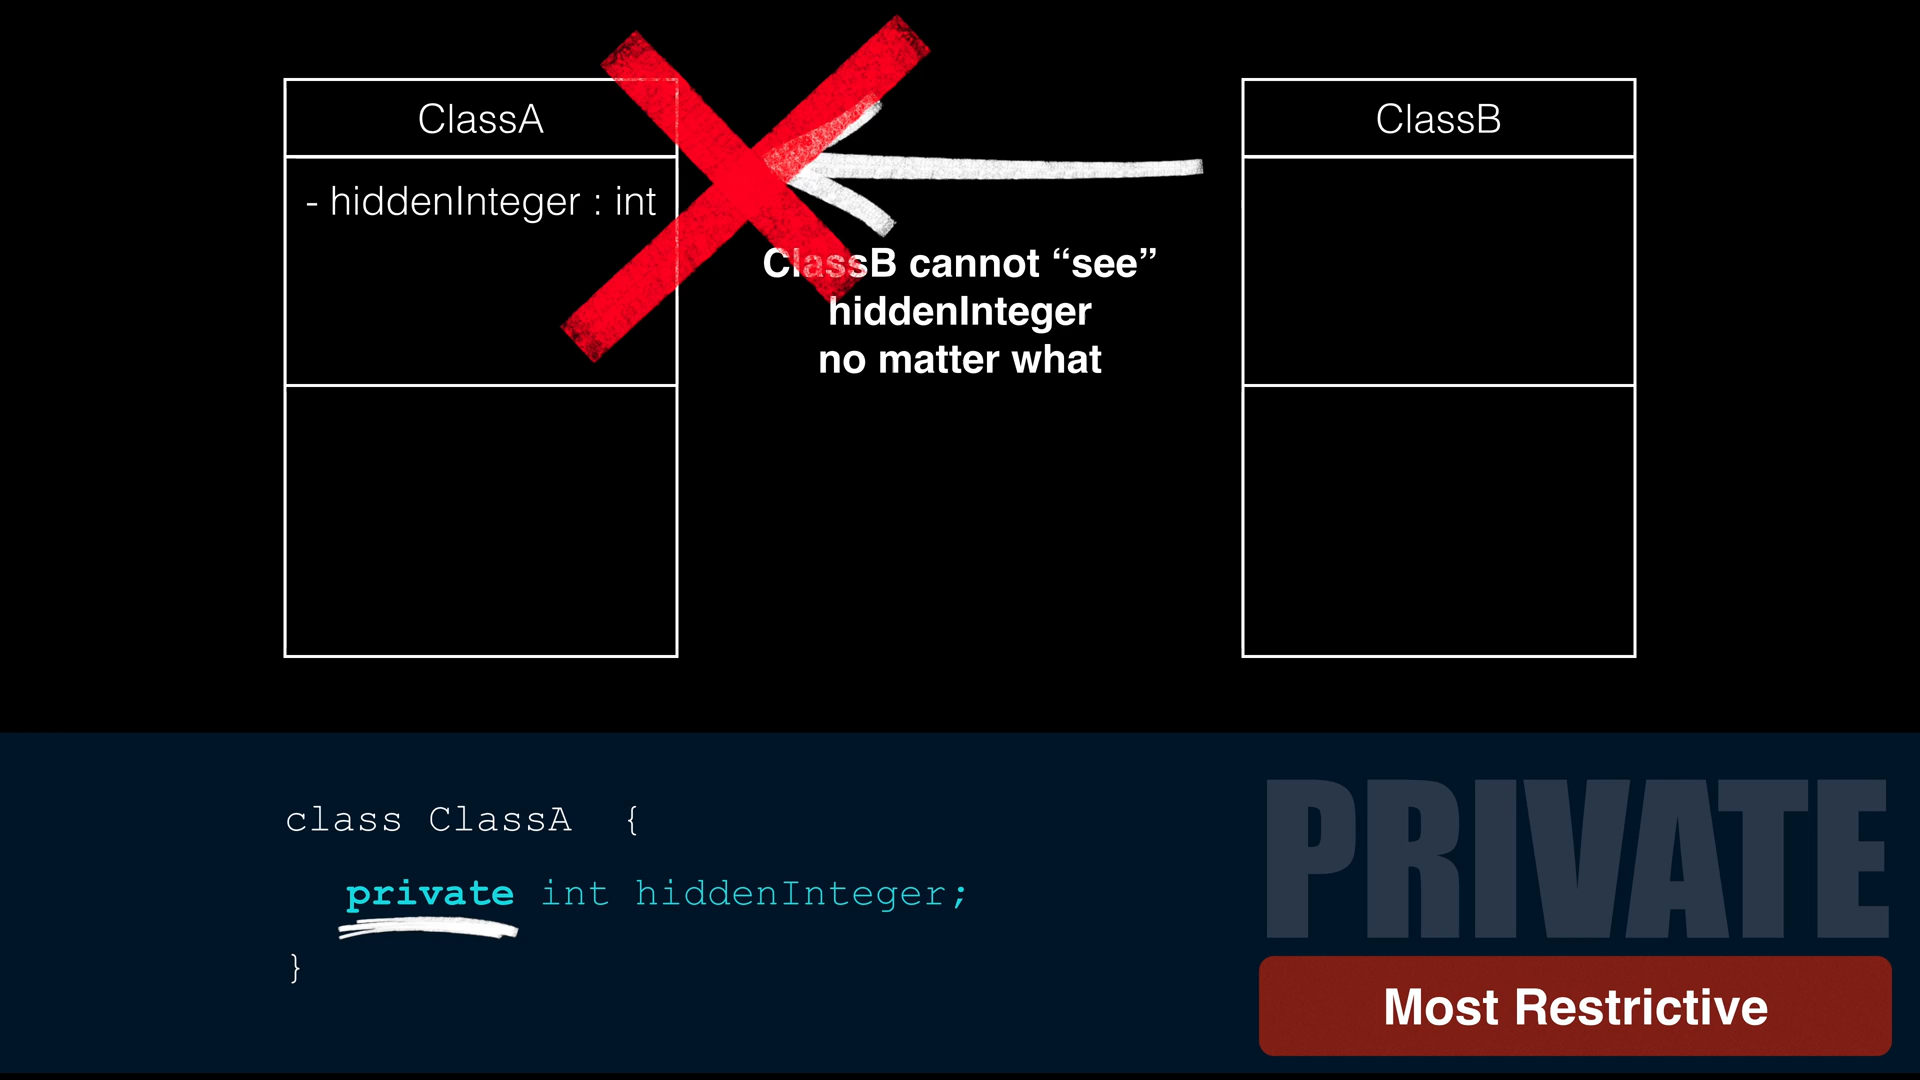 ClassA
- hiddenInteger : int
ClassB cannot “see”
hiddenInteger
no matter what
ClassB
class ClassA {
private int hiddenInteger;
}
PRIVATE
Most Restrictive